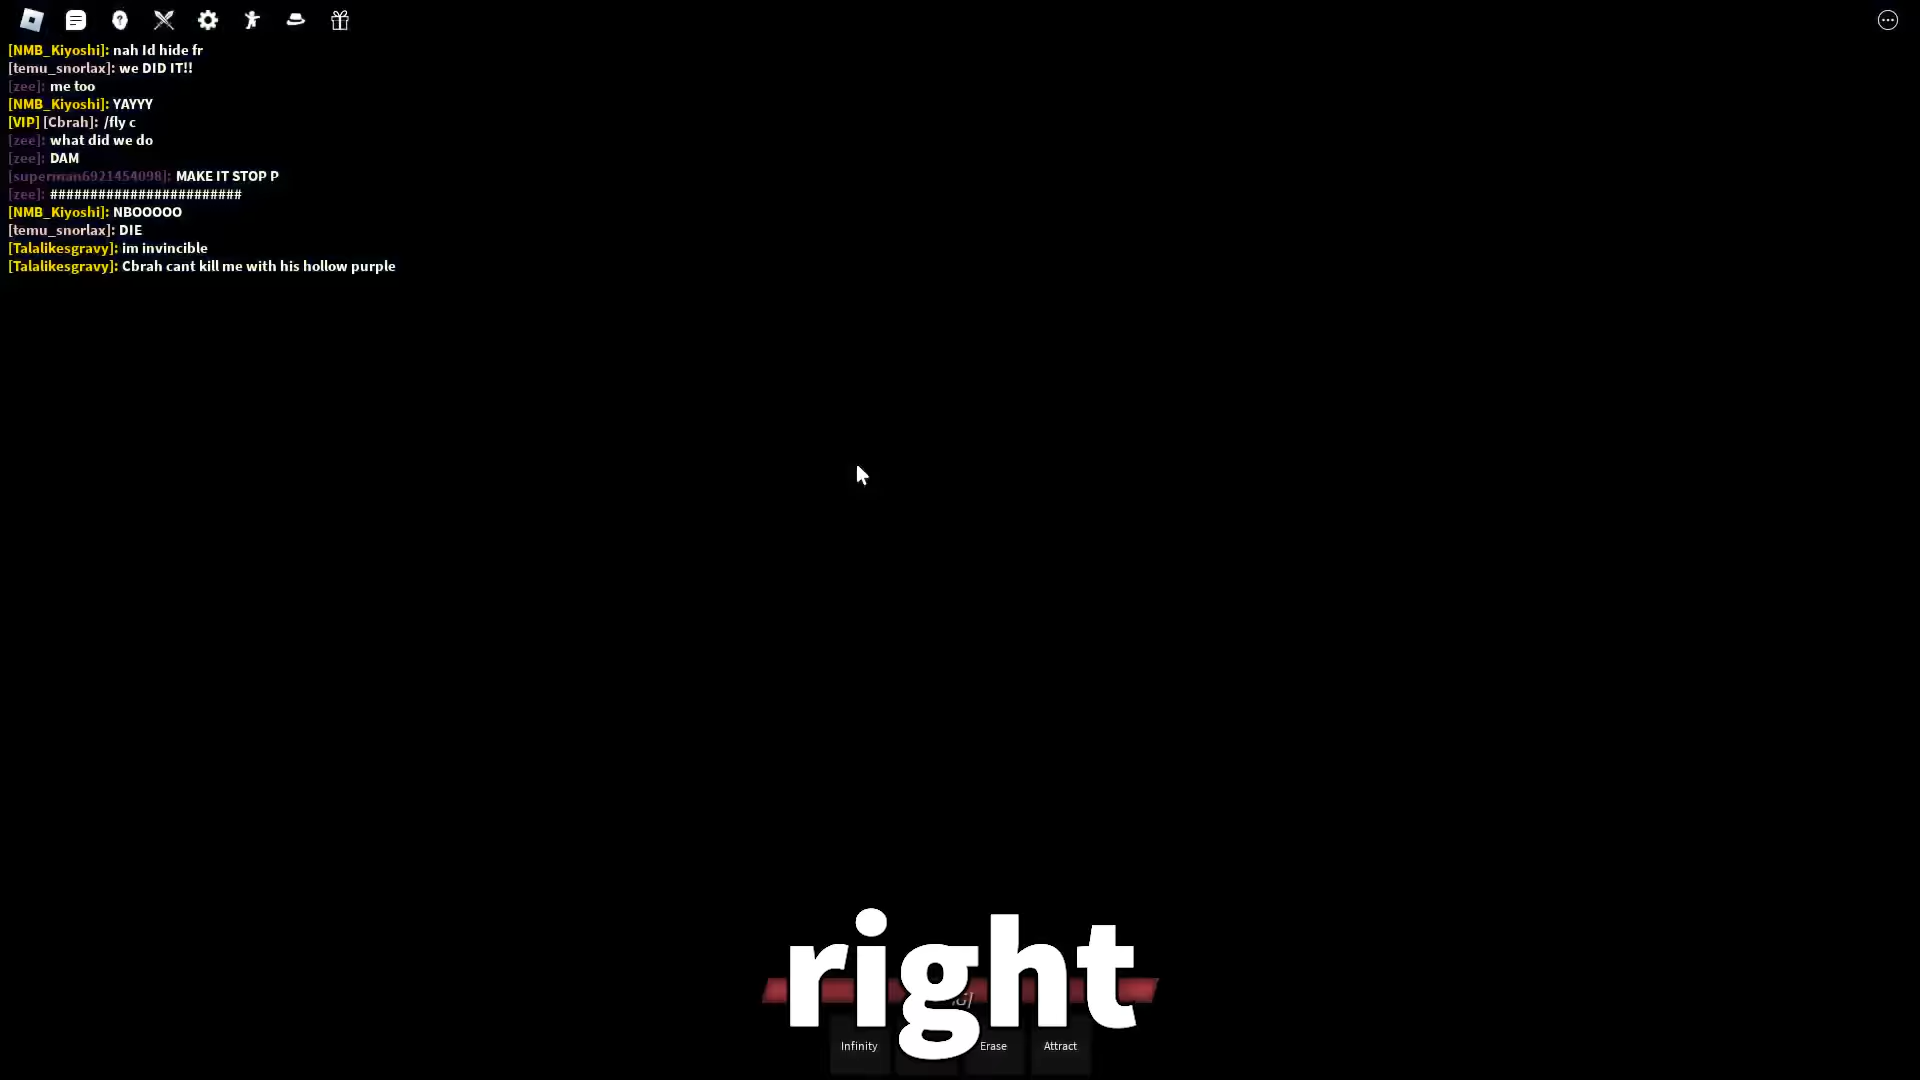 [NMB_Kiyoshi]: nah Id hide fr
[temu_snorlax]: we DID IT!!
[zee]: me too
[NMB_Kiyoshi]: YAYYY
[VIP] [Cbrah]: /fly c
[zee]: what did we do
[zee]: DAM
[superman6921454098]: MAKE IT STOP P
[zee]: ########################
[NMB_Kiyoshi]: NBOOOOO
[temu_snorlax]: DIE
[Talalikesgravy]: im invincible
[Talalikesgravy]: Cbrah cant kill me with his hollow purple
right
Infinity Erase Attract